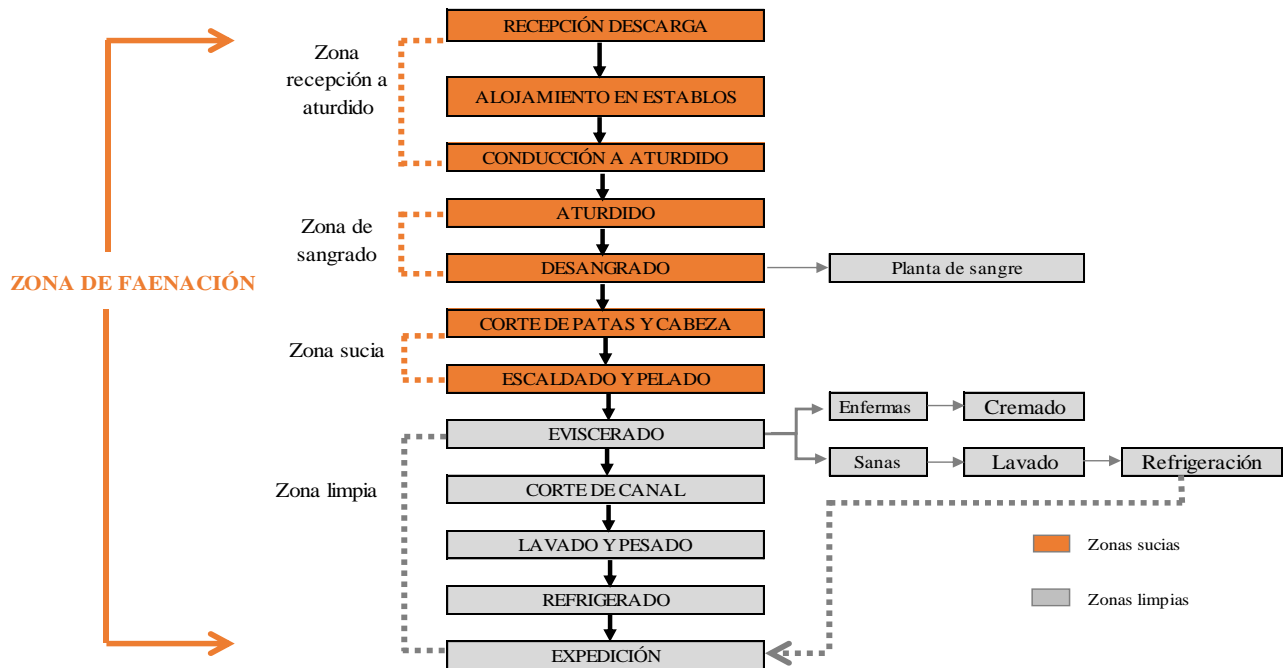 RECEPCIÓN DESCARGA
Zona
recepción a
aturdido
ALOJAMIENTO EN ESTABLOS
CONDUCCIÓN A ATURDIDO
ATURDIDO
Zona de
sangrado
DESANGRADO
Planta de sangre
ZONA DE FAENACIÓN
CORTE DE PATAS Y CABEZA
Zona sucia
ESCALDADO Y PELADO
Enfermas
Cremado
EVISCERADO
Sanas
Lavado
Refrigeración
Zona limpia
CORTE DE CANAL
LAVADO Y PESADO
Zonas sucias
REFRIGERADO
Zonas limpias
EXPEDICIÓN